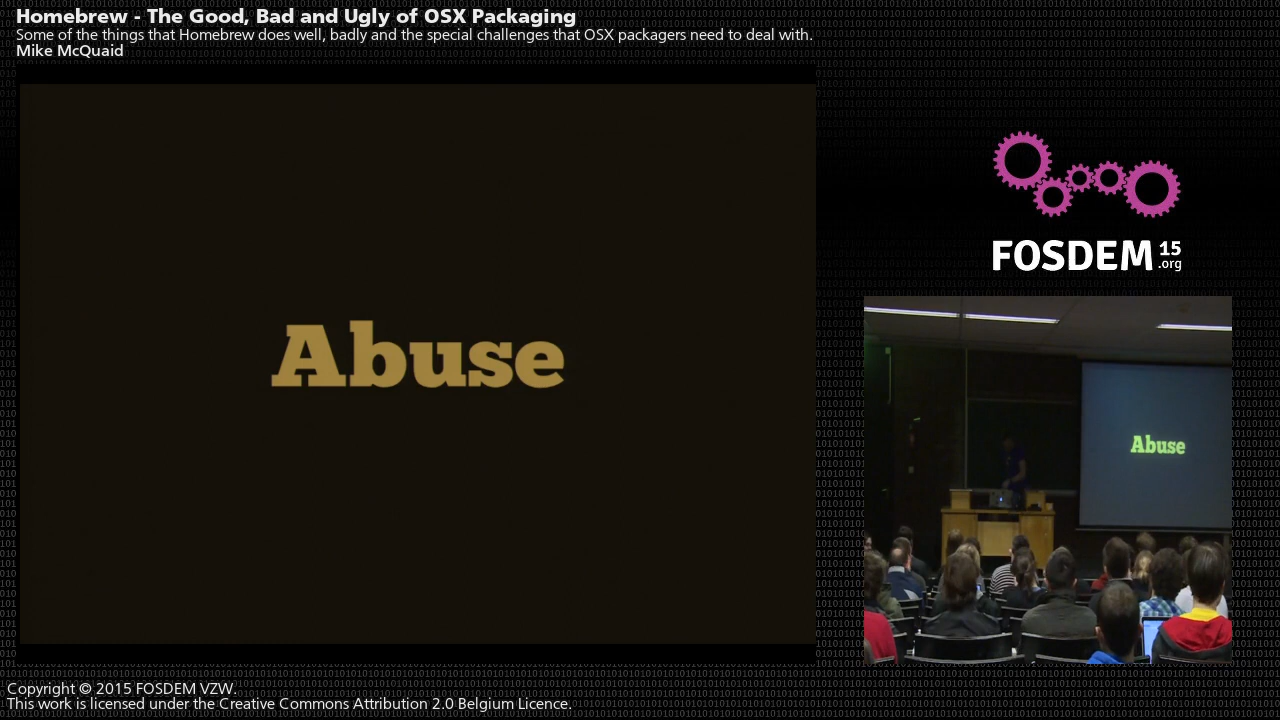 Homebrew - The Good, Bad and Ugly of OSX Packaging
Some of the things that Homebrew does well, badly and the special challenges that OSX packagers need to deal with.
Mike McQuaid
Abuse
FOSDEM 15
.org
Abuse
Copyright © 2015 FOSDEM VZW.
This work is licensed under the Creative Commons Attribution 2.0 Belgium Licence.